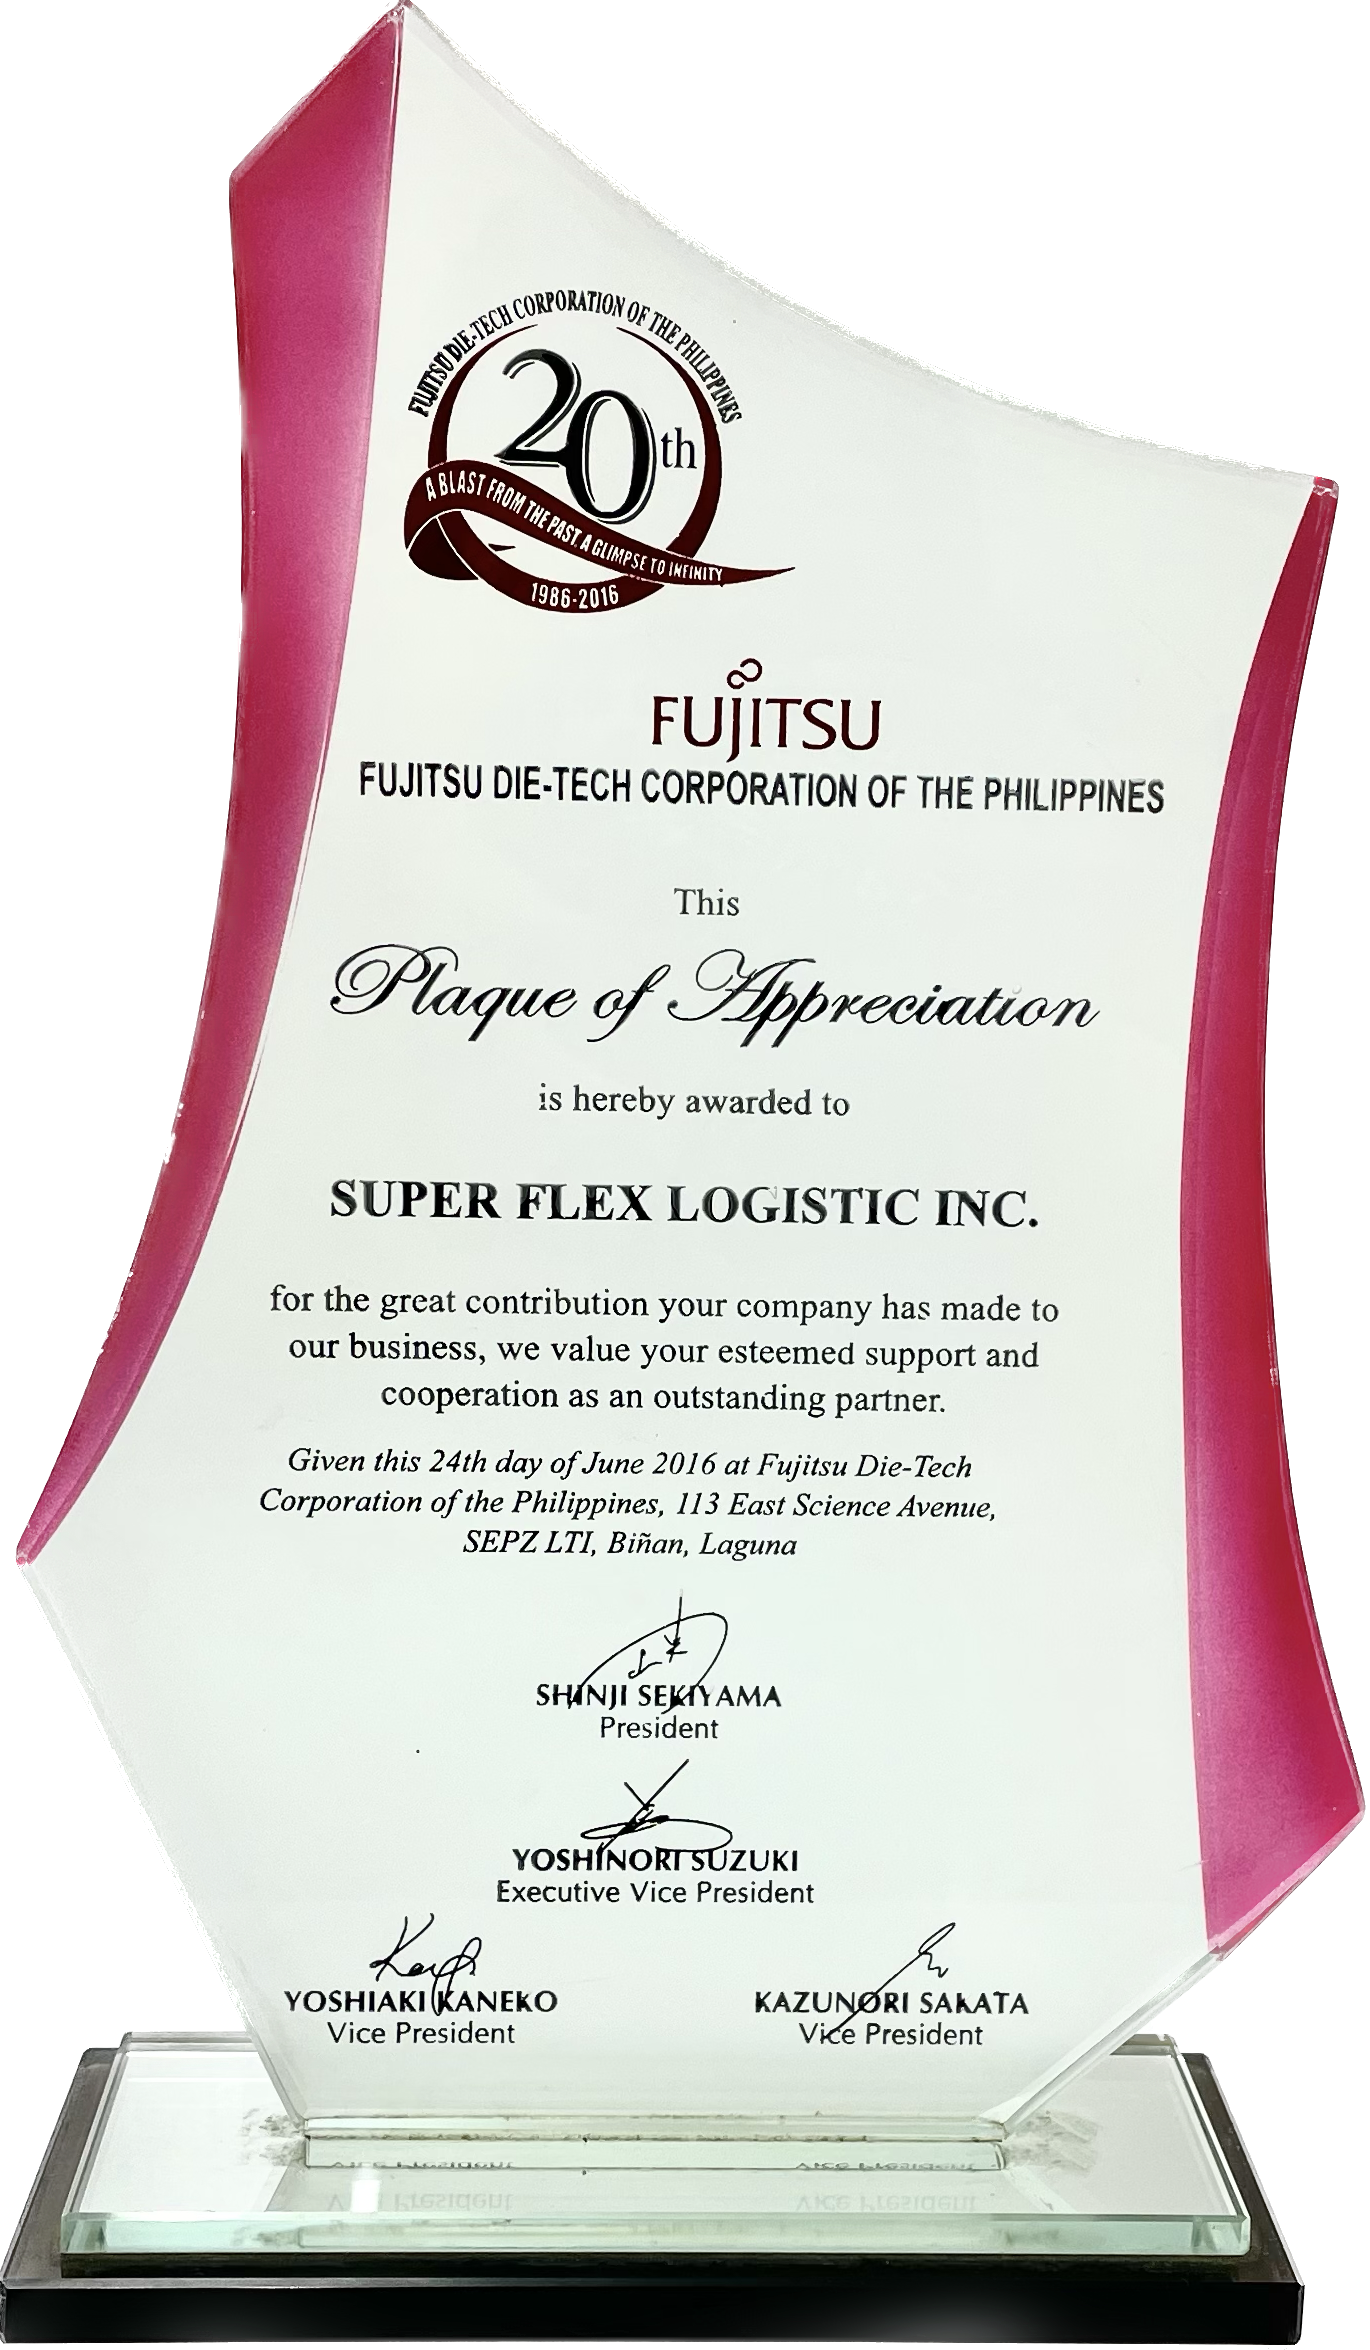 FUJITSU DIE-TECH CORPORATION OF THE PHILIPPINES
20th
A BLAST FROM THE PAST, A GLIMPSE TO INFINITY
1986-2016
FUJITSU
FUJITSU DIE-TECH CORPORATION OF THE PHILIPPINES
This
Plaque of Appreciation
is hereby awarded to
SUPER FLEX LOGISTIC INC.
for the great contribution your company has made to
our business, we value your esteemed support and
cooperation as an outstanding partner.
Given this 24th day of June 2016 at Fujitsu Die-Tech
Corporation of the Philippines, 113 East Science Avenue,
SEPZ LTI, Biñan, Laguna
SHINJI SEKIYAMA
President
YOSHINORI SUZUKI
Executive Vice President
YOSHIAKI KANEKO
Vice President
KAZUNORI SAKATA
Vice President